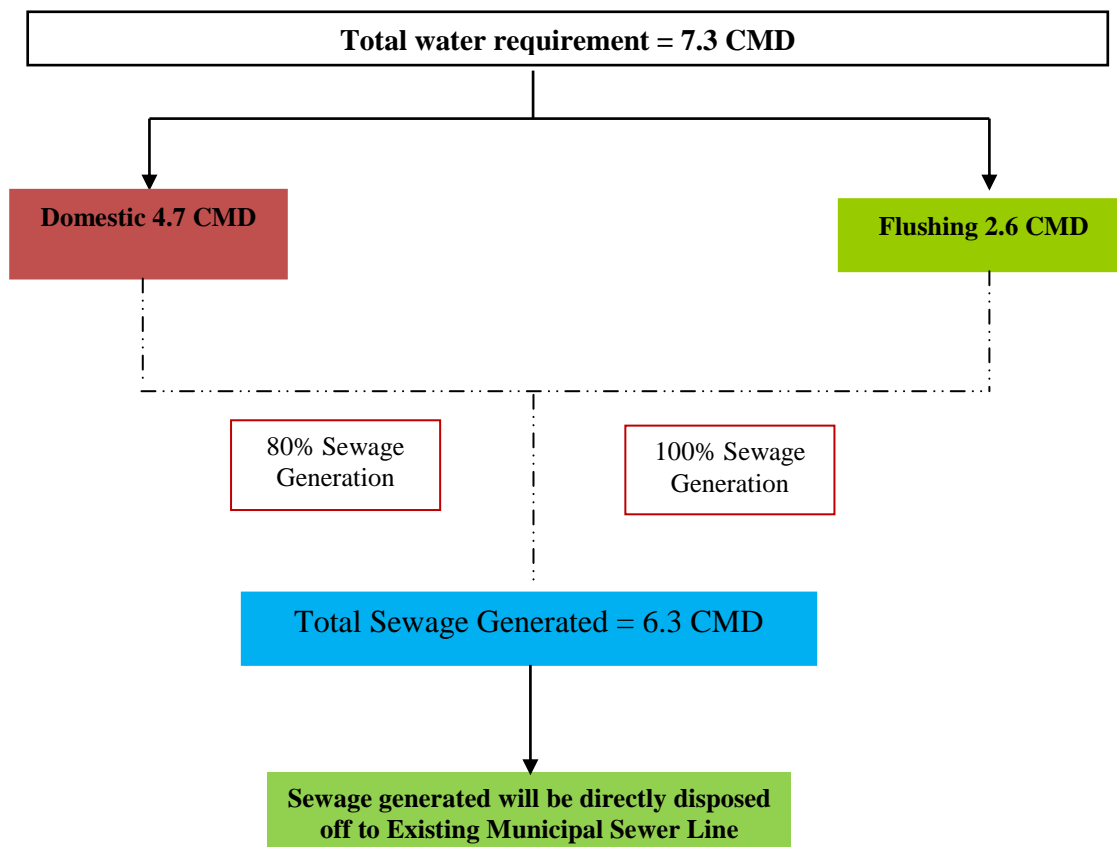 Total water requirement = 7.3 CMD
Domestic 4.7 CMD
Flushing 2.6 CMD
80% Sewage
Generation
100% Sewage
Generation
Total Sewage Generated = 6.3 CMD
Sewage generated will be directly disposed
off to Existing Municipal Sewer Line